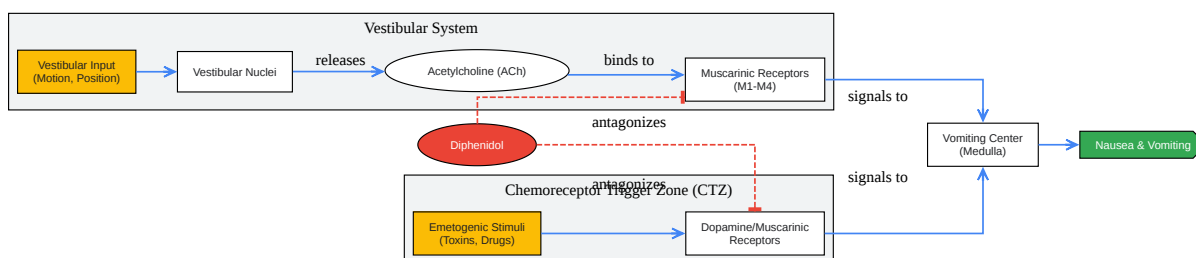 Vestibular System
Vestibular Input
(Motion, Position)
Vestibular Nuclei
releases
Acetylcholine (ACh)
binds to
Muscarinic Receptors
(M1-M4)
signals to
antagonizes
Diphenidol
Vomiting Center
(Medulla)
Nausea & Vomiting
antagonizes
Chemoreceptor Trigger Zone (CTZ)
signals to
Emetogenic Stimuli
(Toxins, Drugs)
Dopamine/Muscarinic
Receptors